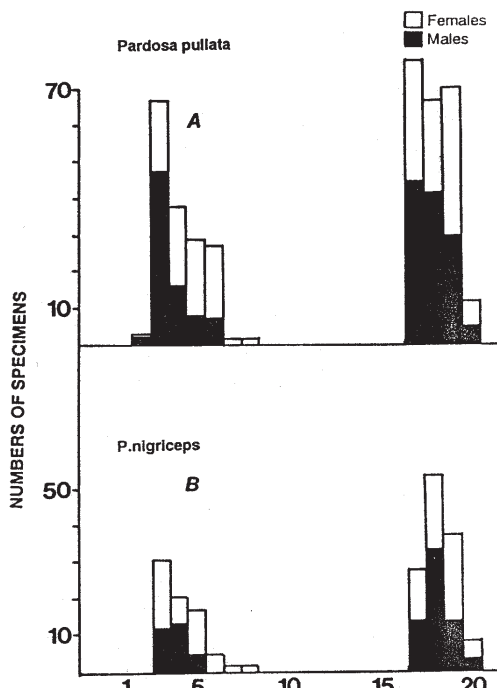 Females
Males
Pardosa pullata
70
A
10
NUMBERS OF SPECIMENS
P.nigriceps
B
50
10
1 5 10 15 20